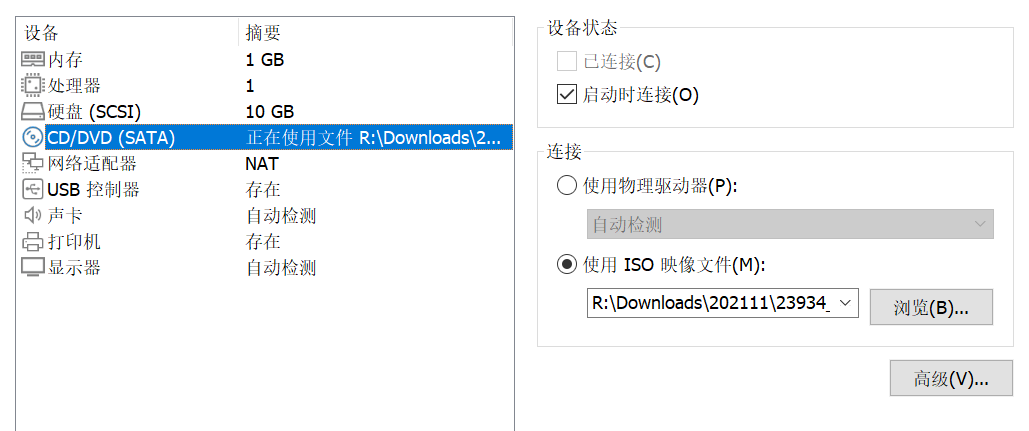 设备 摘要
内存 1 GB
处理器 1
硬盘 (SCSI) 10 GB
CD/DVD (SATA) 正在使用文件 R:\Downloads\2...
网络适配器 NAT
USB 控制器 存在
声卡 自动检测
打印机 存在
显示器 自动检测
设备状态
已连接(C)
启动时连接(O)
连接
使用物理驱动器(P):
自动检测
使用 ISO 映像文件(M):
R:\Downloads\202111\23934_
浏览(B)...
高级(V)...